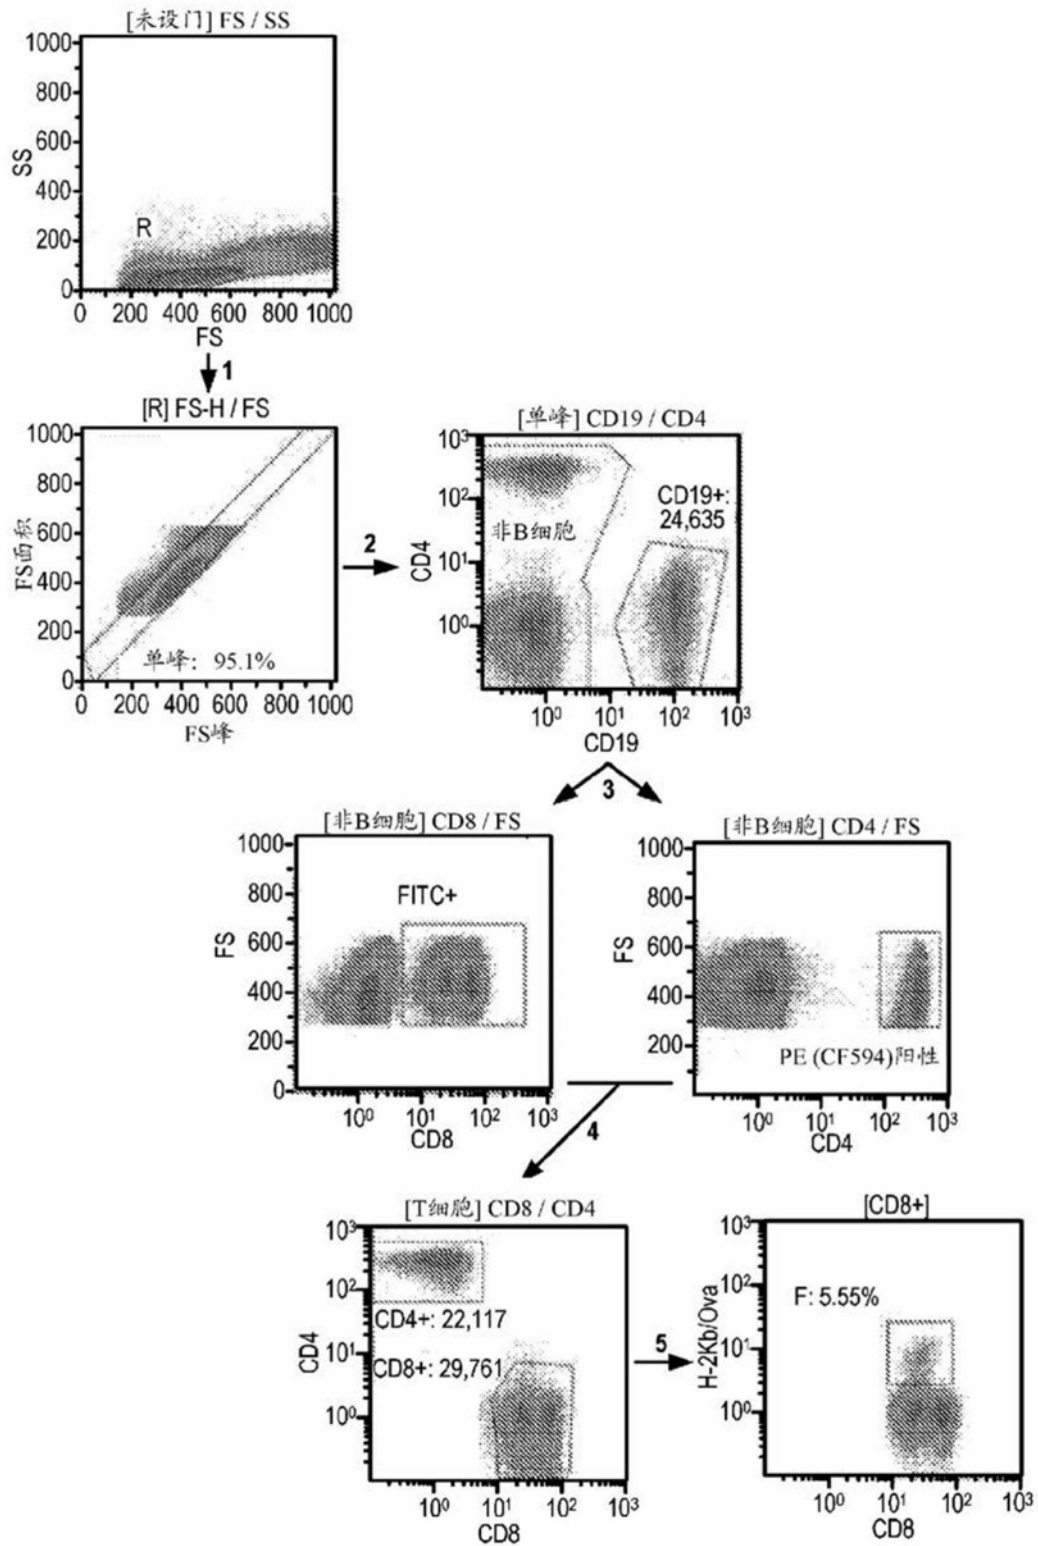 [未设门] FS / SS
1000
800
600
400
200
0
SS
R
0 200 400 600 800 1000
FS
1
[R] FS-H / FS
1000
800
600
400
200
0
FS面积
单峰: 95.1%
0 200 400 600 800 1000
FS峰
2
[单峰] CD19 / CD4
10³
10²
10¹
10⁰
CD4
CD19+:
24,635
非B细胞
10⁰ 10¹ 10² 10³
CD19
3
[非B细胞] CD8 / FS
1000
800
600
400
200
0
FS
FITC+
10⁰ 10¹ 10² 10³
CD8
[非B细胞] CD4 / FS
1000
800
600
400
200
FS
PE (CF594)阳性
10⁰ 10¹ 10² 10³
CD4
4
[T细胞] CD8 / CD4
10³
10²
10¹
10⁰
CD4
CD4+: 22,117
CD8+: 29,761
10⁰ 10¹ 10² 10³
CD8
5
[CD8+]
10³
10²
10¹
10⁰
H-2Kb/Ova
F: 5.55%
10⁰ 10¹ 10² 10³
CD8